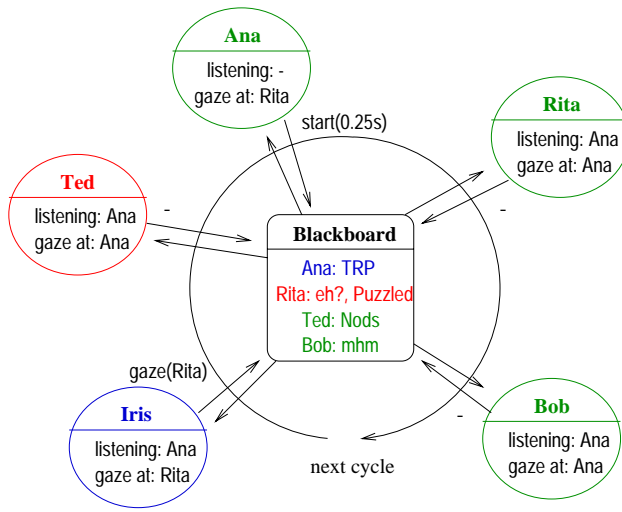 Ana
listening: -
gaze at: Rita
start(0.25s)
Rita
listening: Ana
gaze at: Ana
-
Ted
listening: Ana
gaze at: Ana
-
Blackboard
Ana: TRP
Rita: eh?, Puzzled
Ted: Nods
Bob: mhm
gaze(Rita)
Iris
listening: Ana
gaze at: Rita
-
Bob
listening: Ana
gaze at: Ana
next cycle